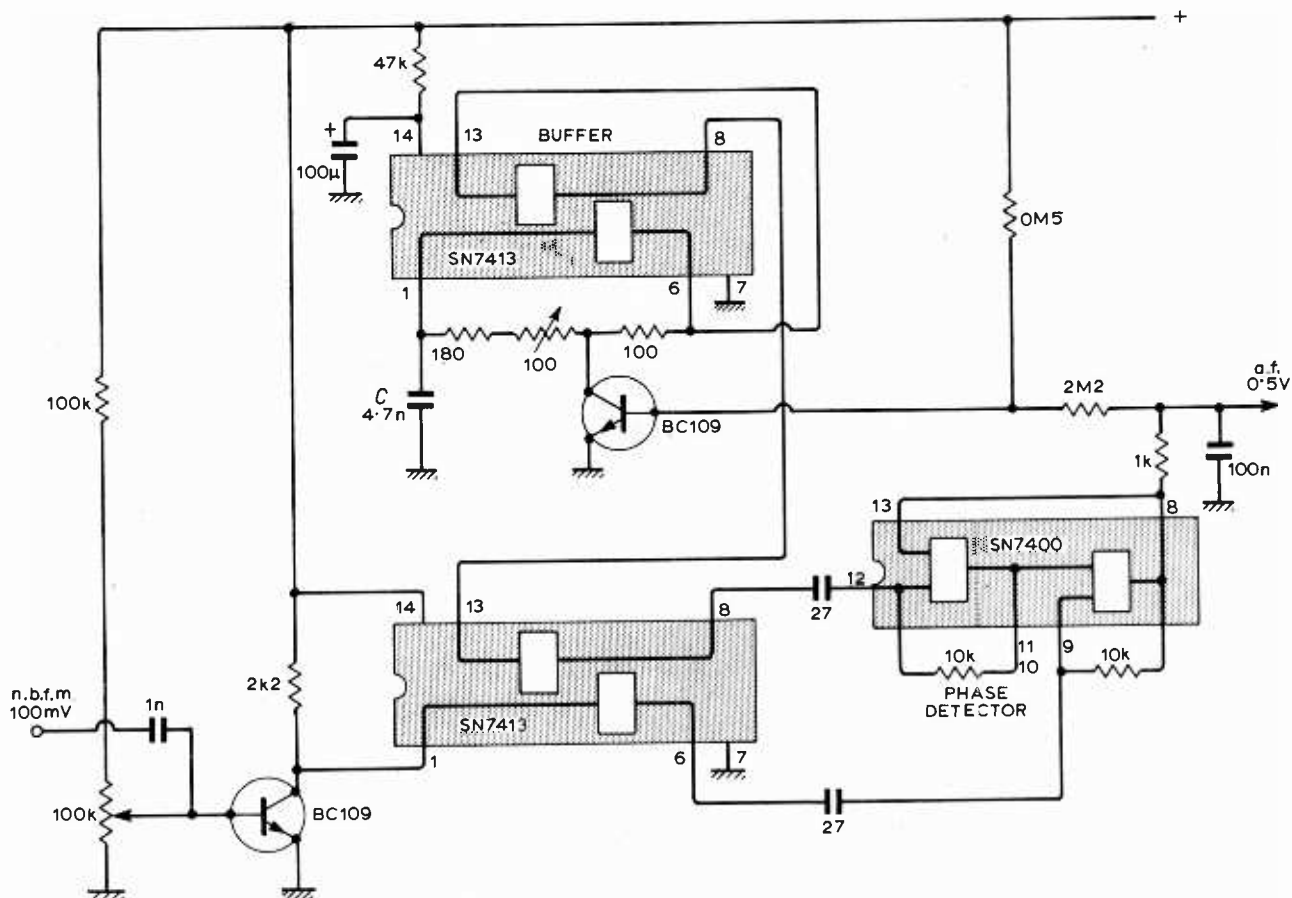 +
47k
+
100μ
14
13
BUFFER
8
SN7413
1
6
7
0M5
180
100
100
C
4·7n
BC109
2M2
a.f.
0·5V
1k
100n
100k
13
8
SN7400
12
27
11
10
9
10k
10k
PHASE
DETECTOR
14
13
8
2k2
SN7413
1
6
7
n.b.f.m
100mV
1n
100k
BC109
27